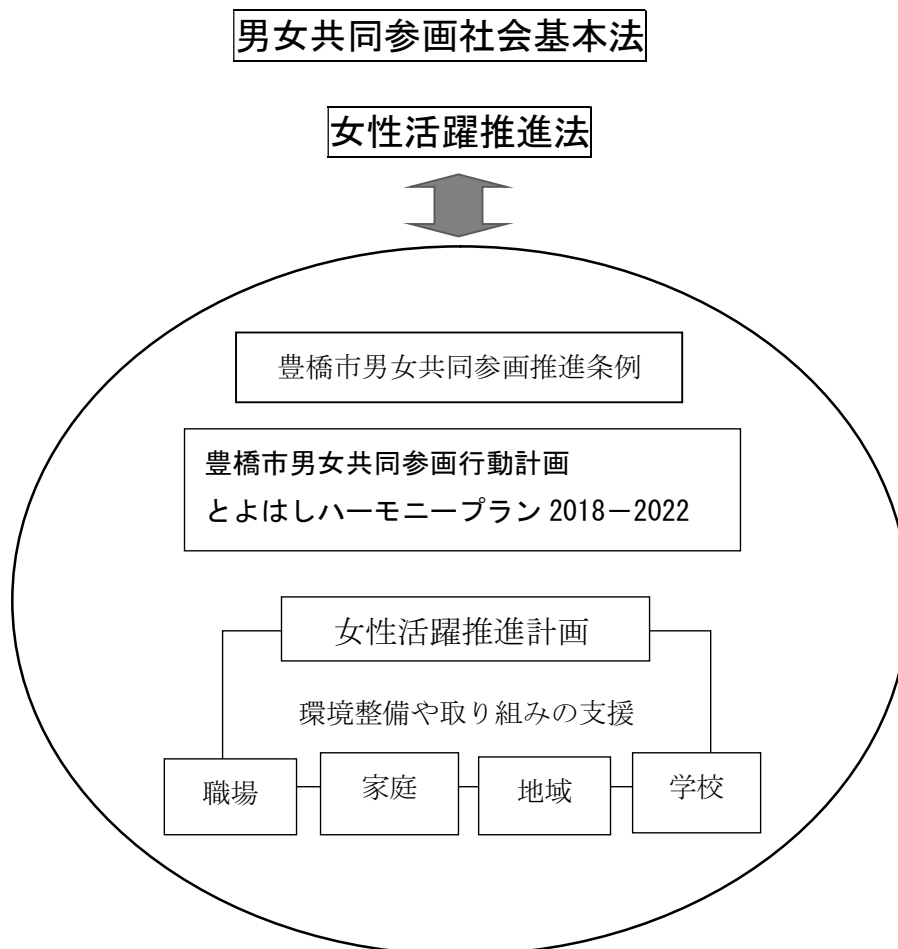 男女共同参画社会基本法
女性活躍推進法
豊橋市男女共同参画推進条例
豊橋市男女共同参画行動計画
とよはしハーモニープラン 2018－2022
女性活躍推進計画
環境整備や取り組みの支援
職場
家庭
地域
学校